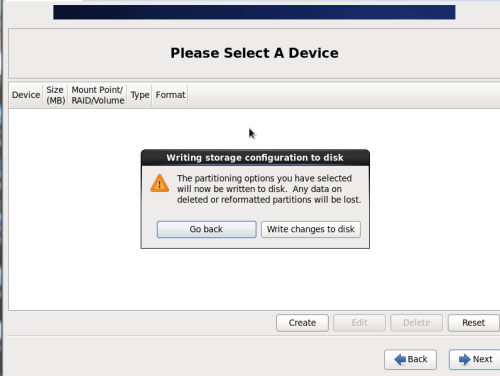 Please Select A Device
Device
Size
(MB)
Mount Point/
RAID/Volume
Type
Format
Writing storage configuration to disk
The partitioning options you have selected
will now be written to disk. Any data on
deleted or reformatted partitions will be lost.
Go back
Write changes to disk
Create
Edit
Delete
Reset
Back
Next